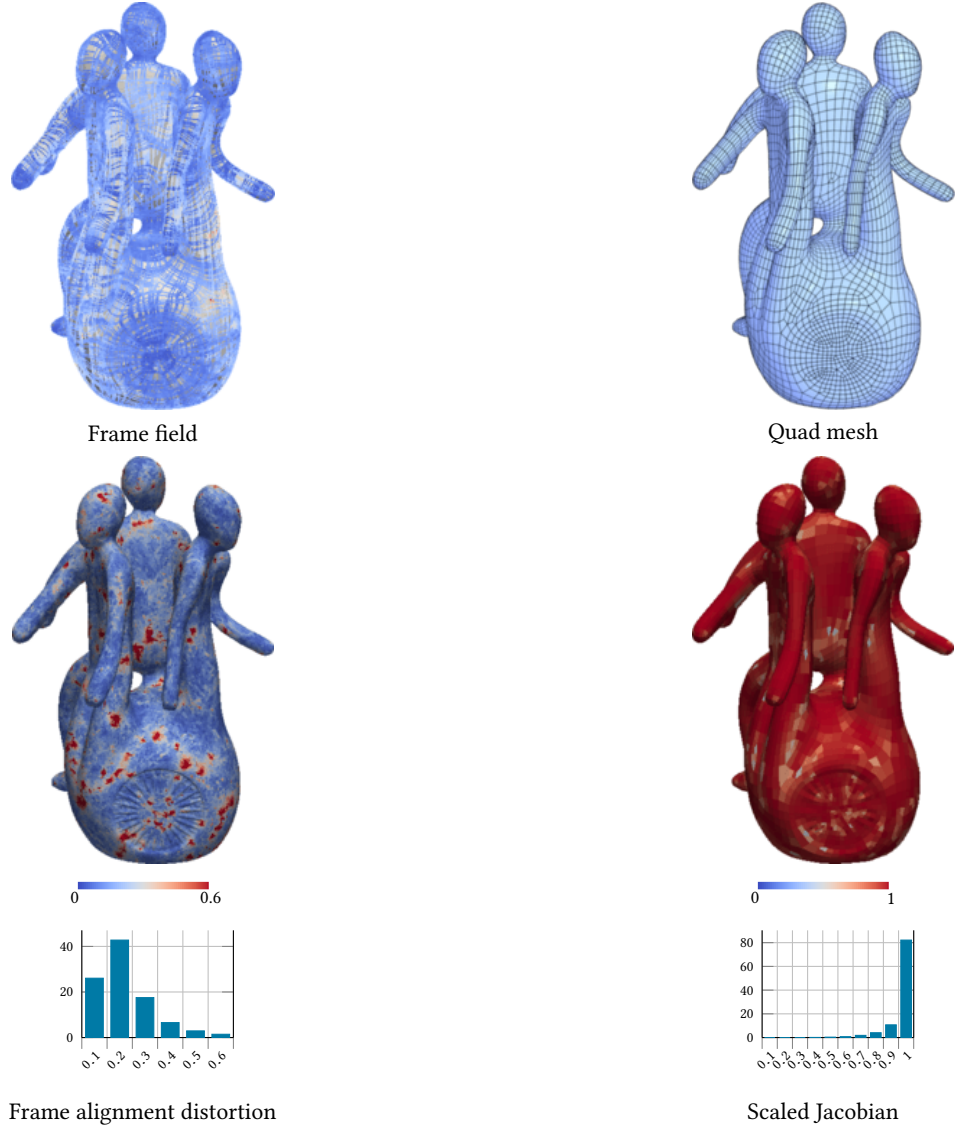 Frame field
Quad mesh
0 0.6
0 1
40
20
0
0.1 0.2 0.3 0.4 0.5 0.6
80
60
40
20
0
0.1 0.2 0.3 0.4 0.5 0.6 0.7 0.8 0.9 1
Frame alignment distortion
Scaled Jacobian